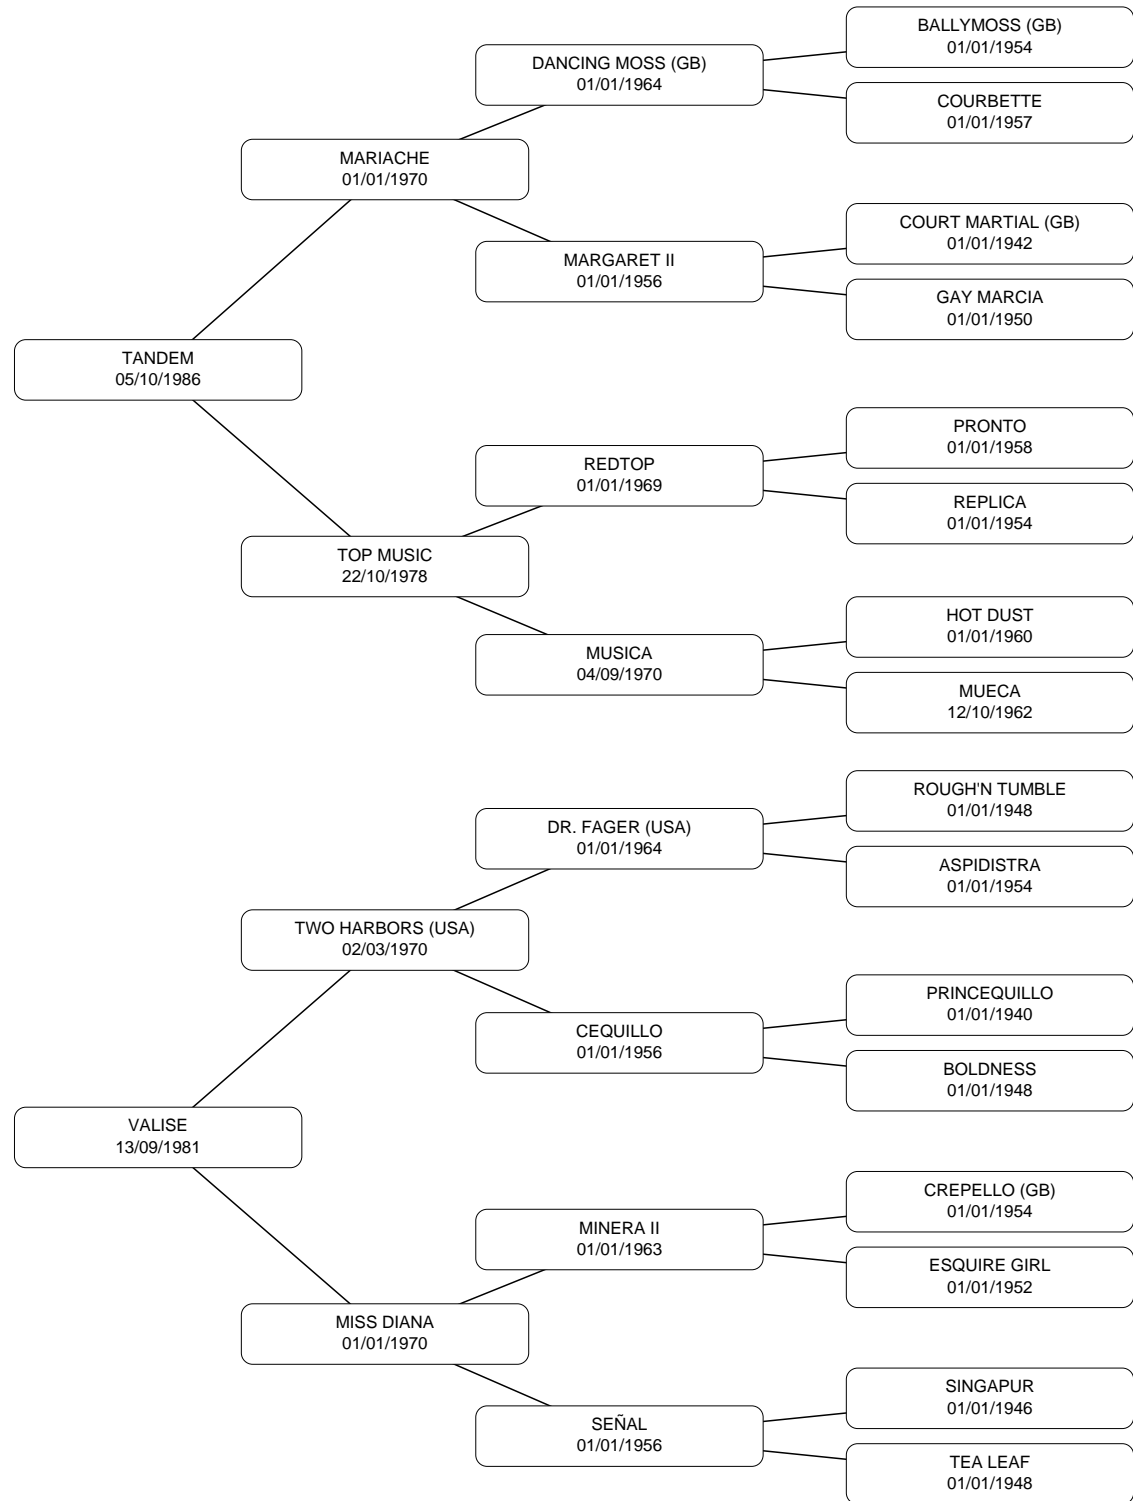 BALLYMOSS (GB)
01/01/1954
DANCING MOSS (GB)
01/01/1964
COURBETTE
01/01/1957
MARIACHE
01/01/1970
COURT MARTIAL (GB)
01/01/1942
MARGARET II
01/01/1956
GAY MARCIA
01/01/1950
TANDEM
05/10/1986
PRONTO
01/01/1958
REDTOP
01/01/1969
REPLICA
01/01/1954
TOP MUSIC
22/10/1978
HOT DUST
01/01/1960
MUSICA
04/09/1970
MUECA
12/10/1962
ROUGH'N TUMBLE
01/01/1948
DR. FAGER (USA)
01/01/1964
ASPIDISTRA
01/01/1954
TWO HARBORS (USA)
02/03/1970
PRINCEQUILLO
01/01/1940
CEQUILLO
01/01/1956
BOLDNESS
01/01/1948
VALISE
13/09/1981
CREPELLO (GB)
01/01/1954
MINERA II
01/01/1963
ESQUIRE GIRL
01/01/1952
MISS DIANA
01/01/1970
SINGAPUR
01/01/1946
SEÑAL
01/01/1956
TEA LEAF
01/01/1948